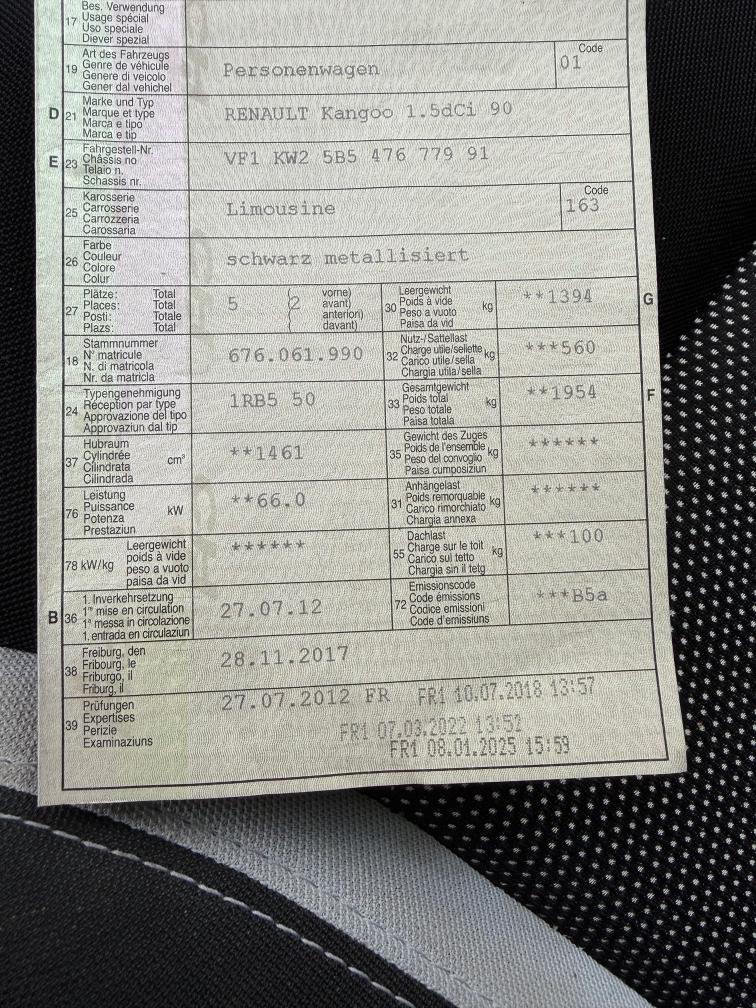 Bes. Verwendung
17 Usage spécial
Uso speciale
Diever spezial
Art des Fahrzeugs
19 Genre de véhicule
Genere di veicolo
Gener dal vehichel
Personenwagen
Code
01
Marke und Typ
D 21 Marque et type
Marca e tipo
Marca e tip
RENAULT Kangoo 1.5dCi 90
Fahrgestell-Nr.
E 23 Châssis no
Telaio n.
Schassis nr.
VF1 KW2 5B5 476 779 91
Karosserie
25 Carrosserie
Carrozzeria
Carossaria
Limousine
Code
163
Farbe
26 Couleur
Colore
Colur
schwarz metallisiert
Plätze: Total
27 Places: Total
Posti: Totale
Plazs: Total
5 (2 vorne)
( avant)
( anteriori)
( davant)
Leergewicht
30 Poids à vide kg
Peso a vuoto
Paisa da vid
**1394 G
Stammnummer
18 N° matricule
N. di matricola
Nr. da matricla
676.061.990
Nutz-/Sattellast
32 Charge utile/sellette kg
Carico utile/sella
Chargia utila/sella
***560
Typengenehmigung
24 Réception par type
Approvazione del tipo
Approvaziun dal tip
1RB5 50
Gesamtgewicht
33 Poids total kg
Peso totale
Paisa totala
**1954 F
Hubraum
37 Cylindrée cm³
Cilindrata
Cilindrada
**1461
Gewicht des Zuges
35 Poids de l'ensemble kg
Peso del convoglio
Paisa cumposiziun
******
Leistung
76 Puissance kW
Potenza
Prestaziun
**66.0
Anhängelast
31 Poids remorquable kg
Carico rimorchiato
Chargia annexa
******
Leergewicht
78 kW/kg poids à vide
peso a vuoto
paisa da vid
******
Dachlast
55 Charge sur le toit kg
Carico sul tetto
Chargia sin il tetg
***100
1. Inverkehrsetzung
B 36 1re mise en circulation
1a messa in circolazione
1. entrada en circulaziun
27.07.12
Emissionscode
72 Code émissions
Codice emissioni
Code d'emissiuns
***B5a
Freiburg, den
38 Fribourg, le
Friburgo, il
Friburg, il
28.11.2017
Prüfungen
39 Expertises
Perizie
Examinaziuns
27.07.2012 FR FR1 10.07.2018 13:57
FR1 07.03.2022 13:52
FR1 08.01.2025 15:59